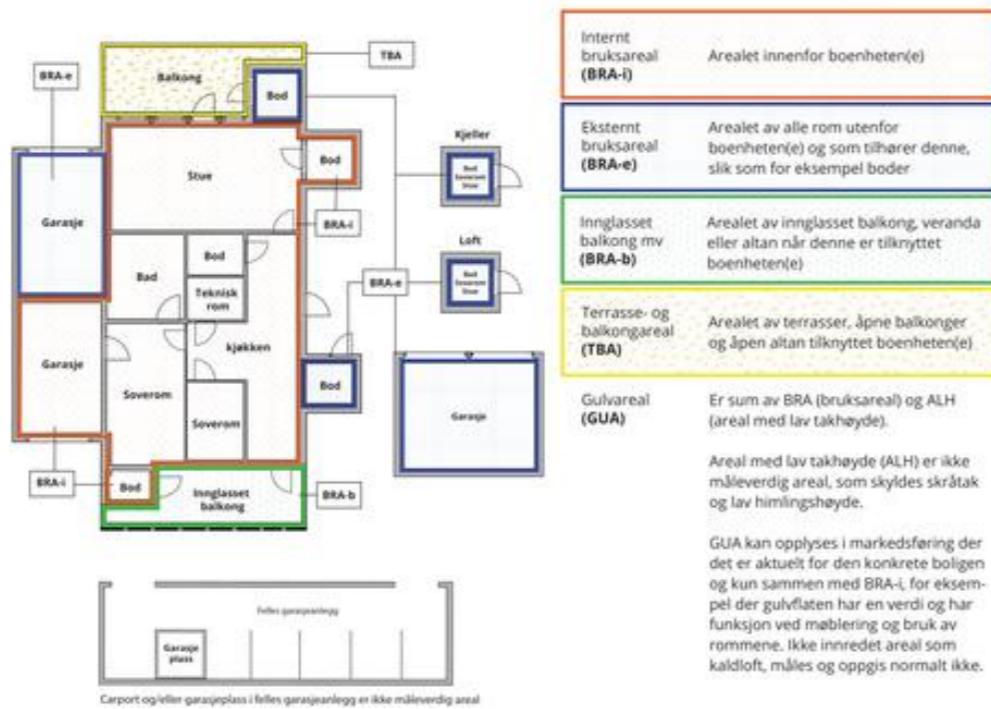 TBA
BRA-e
Balkong
Bod
Kjeller
Bod
Soverom
Stue
Stue
Bod
Garasje
BRA-i
Loft
Bod
Soverom
Stue
Bad
Bod
Teknisk
rom
BRA-e
kjøkken
Garasje
Soverom
Soverom
Bod
Garasje
BRA-i
Bod
Innglasset
balkong
BRA-b
Felles garasjeanlegg
Garasje
plass
Carport og/eller garasjeplass i felles garasjeanlegg er ikke måleverdig areal
Internt
bruksareal
(BRA-i)
Arealet innenfor boenheten(e)
Eksternt
bruksareal
(BRA-e)
Arealet av alle rom utenfor
boenheten(e) og som tilhører denne,
slik som for eksempel boder
Innglasset
balkong mv
(BRA-b)
Arealet av innglasset balkong, veranda
eller altan når denne er tilknyttet
boenheten(e)
Terrasse- og
balkongareal
(TBA)
Arealet av terrasser, åpne balkonger
og åpen altan tilknyttet boenheten(e)
Gulvareal
(GUA)
Er sum av BRA (bruksareal) og ALH
(areal med lav takhøyde).
Areal med lav takhøyde (ALH) er ikke
måleverdig areal, som skyldes skråtak
og lav himlingshøyde.
GUA kan opplyses i markedsføring der
det er aktuelt for den konkrete boligen
og kun sammen med BRA-i, for eksem-
pel der gulvflaten har en verdi og har
funksjon ved møblering og bruk av
rommene. Ikke innredet areal som
kaldloft, måles og oppgis normalt ikke.